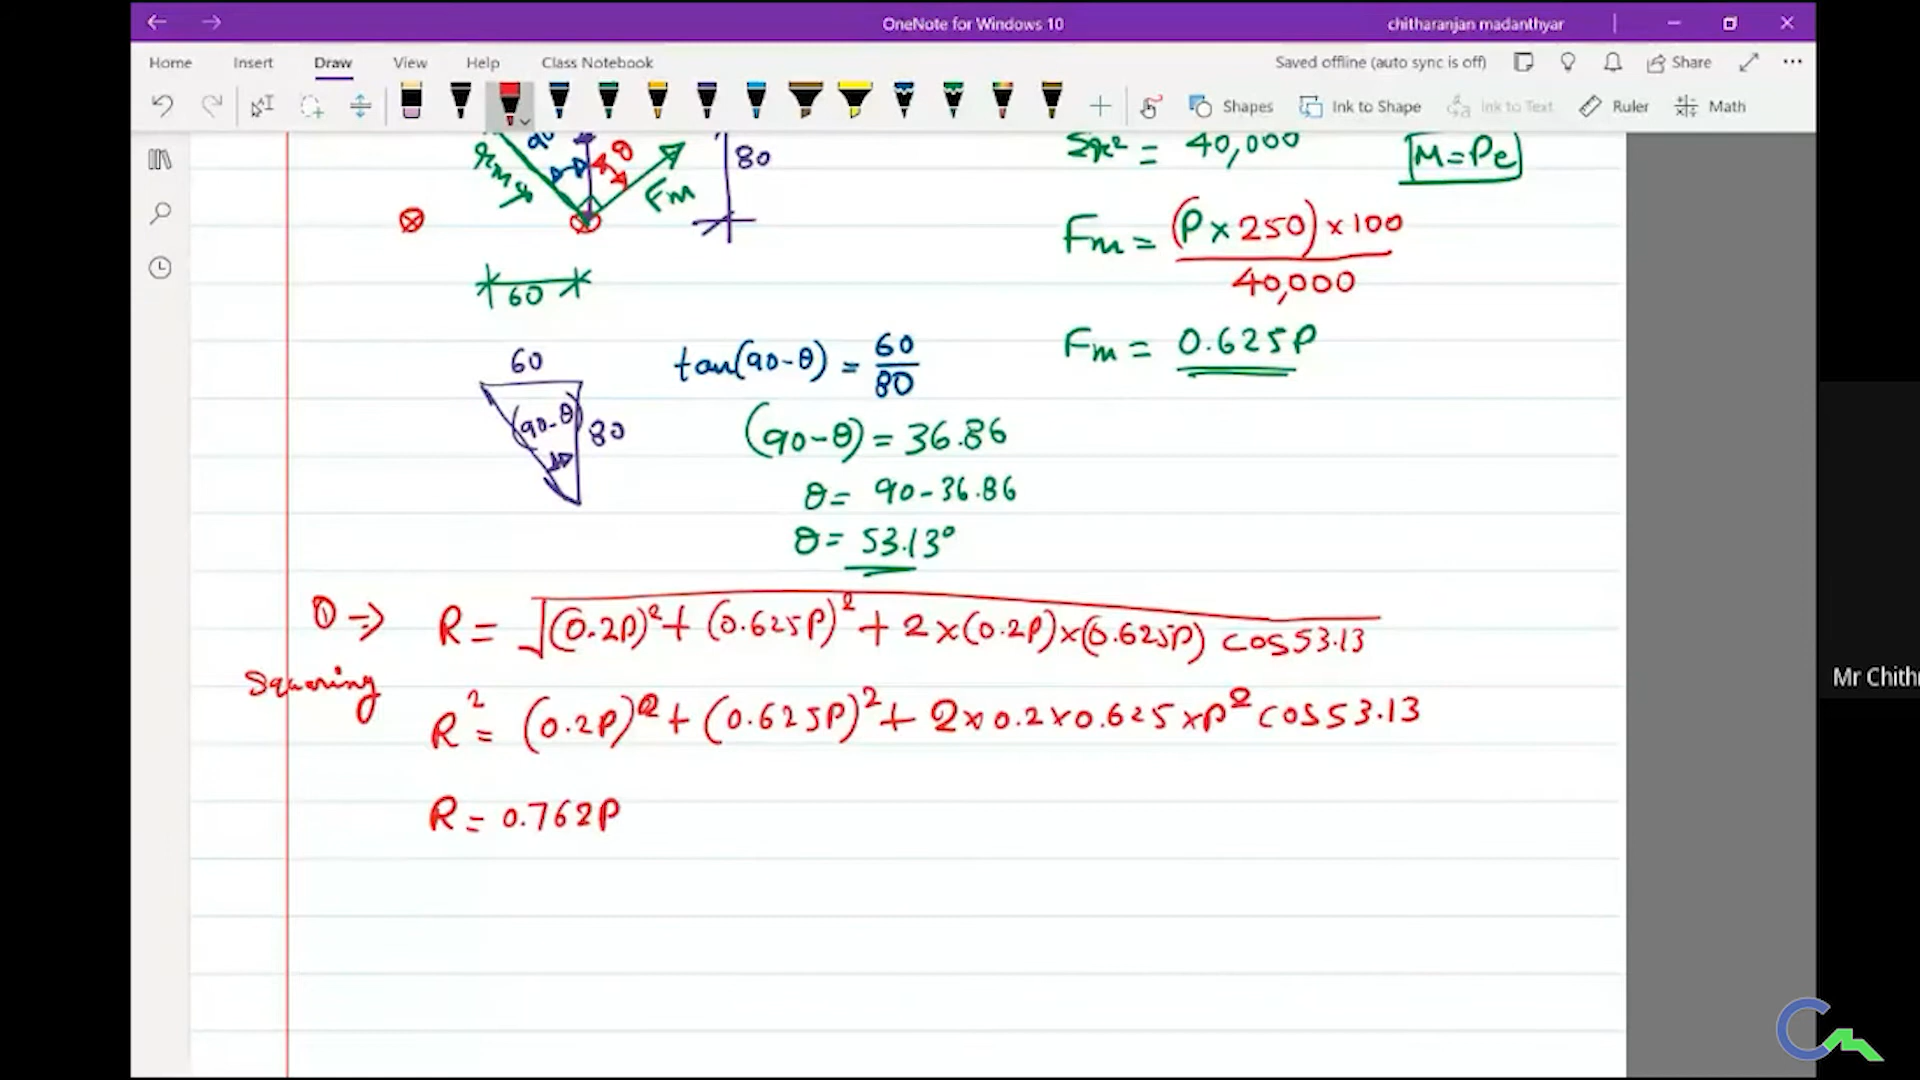 OneNote for Windows 10
chitharanjan madanthyar
Home Insert Draw View Help Class Notebook
Saved offline (auto sync is off) Share
Shapes Ink to Shape Ink to Text Ruler Math
90 θ 80
rm Fm
60
Σr² = 40,000
M=Pe
Fm = (P×250)×100
40,000
Fm = 0.625P
60
(90-θ) 80
tan(90-θ) = 60
80
(90-θ) = 36.86
θ = 90-36.86
θ = 53.13°
① ⇒ R = √(0.2P)² + (0.625P)² + 2×(0.2P)×(0.625P) cos53.13
Squaring
R² = (0.2P)² + (0.625P)² + 2×0.2×0.625×P² cos53.13
R = 0.762P
Mr Chith